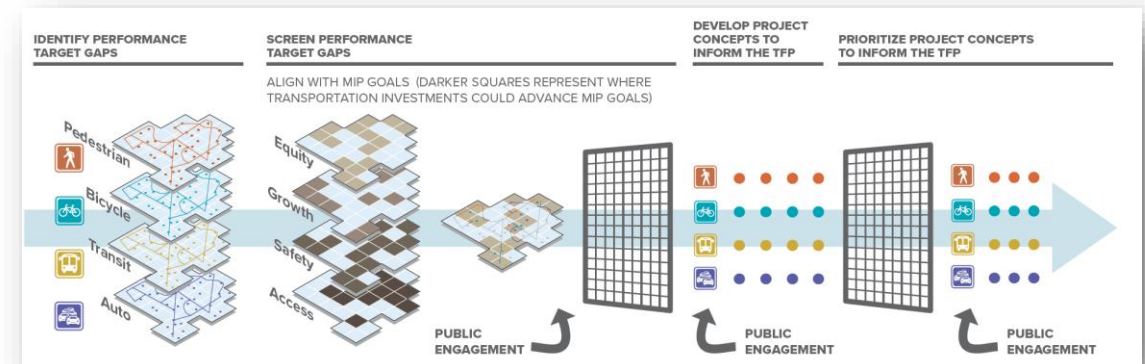 IDENTIFY PERFORMANCE
TARGET GAPS
SCREEN PERFORMANCE
TARGET GAPS
ALIGN WITH MIP GOALS (DARKER SQUARES REPRESENT WHERE
TRANSPORTATION INVESTMENTS COULD ADVANCE MIP GOALS)
DEVELOP PROJECT
CONCEPTS TO
INFORM THE TFP
PRIORITIZE PROJECT CONCEPTS
TO INFORM THE TFP
Pedestrian
Bicycle
Transit
Auto
Equity
Growth
Safety
Access
PUBLIC
ENGAGEMENT
PUBLIC
ENGAGEMENT
PUBLIC
ENGAGEMENT